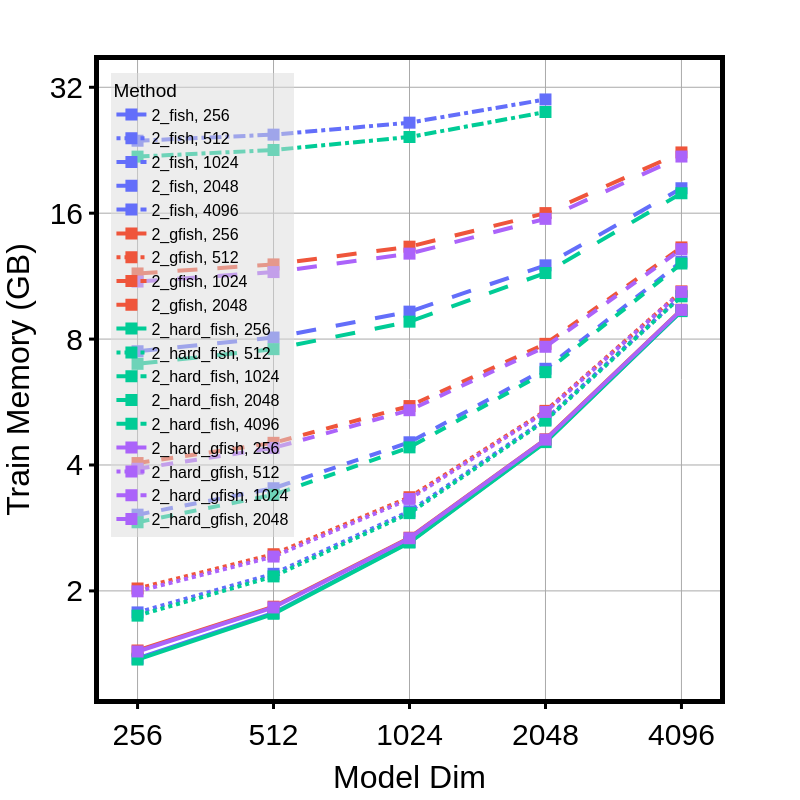 32
16
8
4
2
Train Memory (GB)
Method
2_fish, 256
2_fish, 512
2_fish, 1024
2_fish, 2048
2_fish, 4096
2_gfish, 256
2_gfish, 512
2_gfish, 1024
2_gfish, 2048
2_hard_fish, 256
2_hard_fish, 512
2_hard_fish, 1024
2_hard_fish, 2048
2_hard_fish, 4096
2_hard_gfish, 256
2_hard_gfish, 512
2_hard_gfish, 1024
2_hard_gfish, 2048
256 512 1024 2048 4096
Model Dim